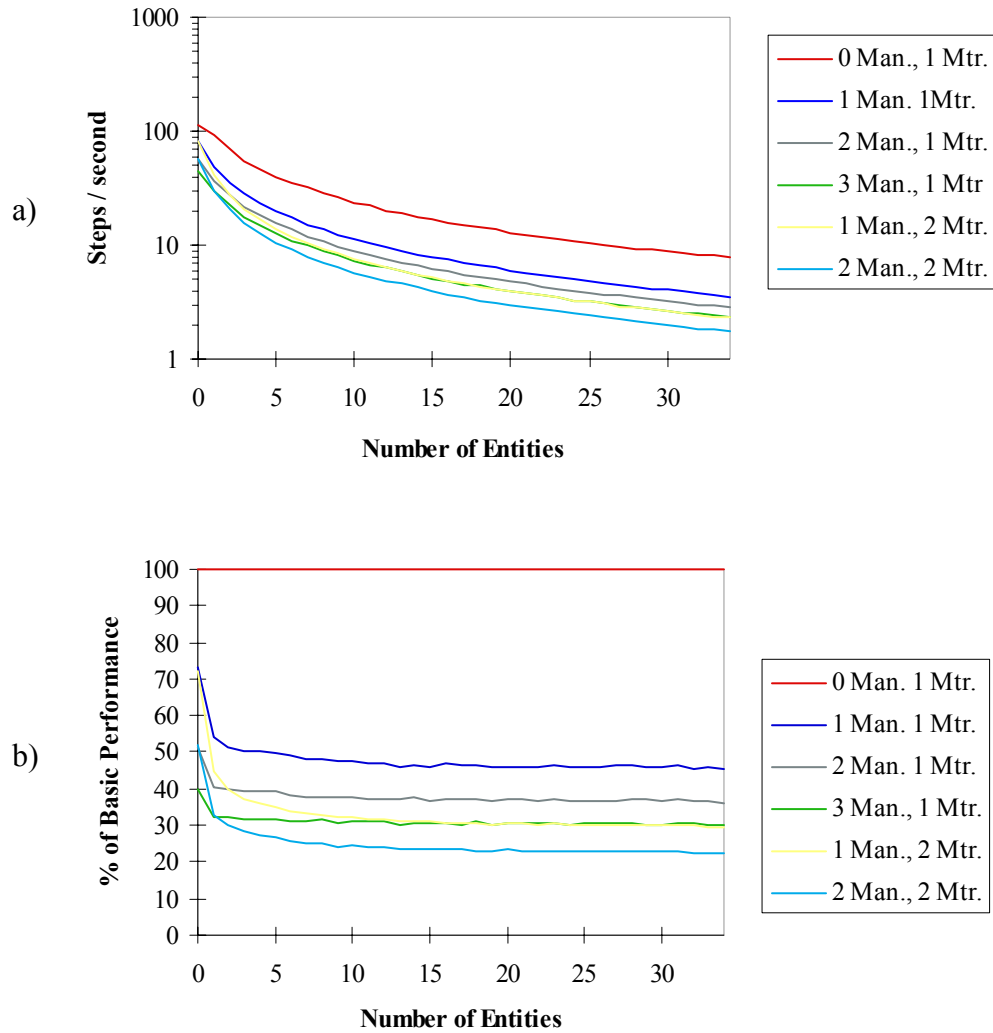 a)
Steps / second
1000
100
10
1
0 5 10 15 20 25 30
Number of Entities
0 Man., 1 Mtr.
1 Man. 1Mtr.
2 Man., 1 Mtr.
3 Man., 1 Mtr
1 Man., 2 Mtr.
2 Man., 2 Mtr.
b)
% of Basic Performance
100
90
80
70
60
50
40
30
20
10
0
0 5 10 15 20 25 30
Number of Entities
0 Man. 1 Mtr.
1 Man. 1 Mtr.
2 Man. 1 Mtr.
3 Man., 1 Mtr.
1 Man., 2 Mtr.
2 Man., 2 Mtr.